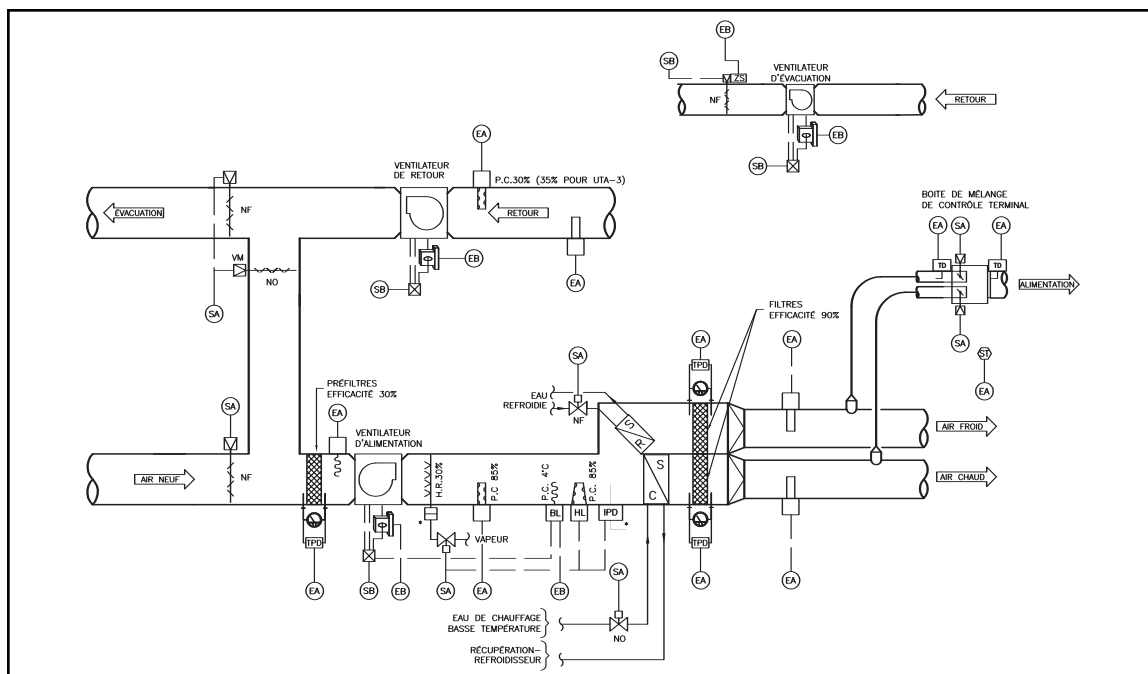 EB
SB
ZS
VENTILATEUR
D'ÉVACUATION
NF
RETOUR
EB
SB
EA
VENTILATEUR
DE RETOUR
P.C.30% (35% POUR UTA-3)
ÉVACUATION
NF
RETOUR
VM
NO
EB
SB
EA
SA
BOITE DE MÉLANGE
DE CONTRÔLE TERMINAL
EA
SA
EA
TD
TD
ALIMENTATION
SA
ST
EA
FILTRES
EFFICACITÉ 90%
EA
EA
TPD
SA
EAU
REFROIDIE
NF
PRÉFILTRES
EFFICACITÉ 30%
SA
EA
VENTILATEUR
D'ALIMENTATION
S
R
AIR FROID
AIR NEUF
NF
H.R.30%
P.C 85%
P.C. 4°C
P.C. 85%
S
C
AIR CHAUD
BL
HL
IPD
*
*
VAPEUR
TPD
TPD
EA
SB
EB
SA
EA
EB
SA
EA
EA
EAU DE CHAUFFAGE
BASSE TEMPÉRATURE
NO
RÉCUPÉRATION-
REFROIDISSEUR